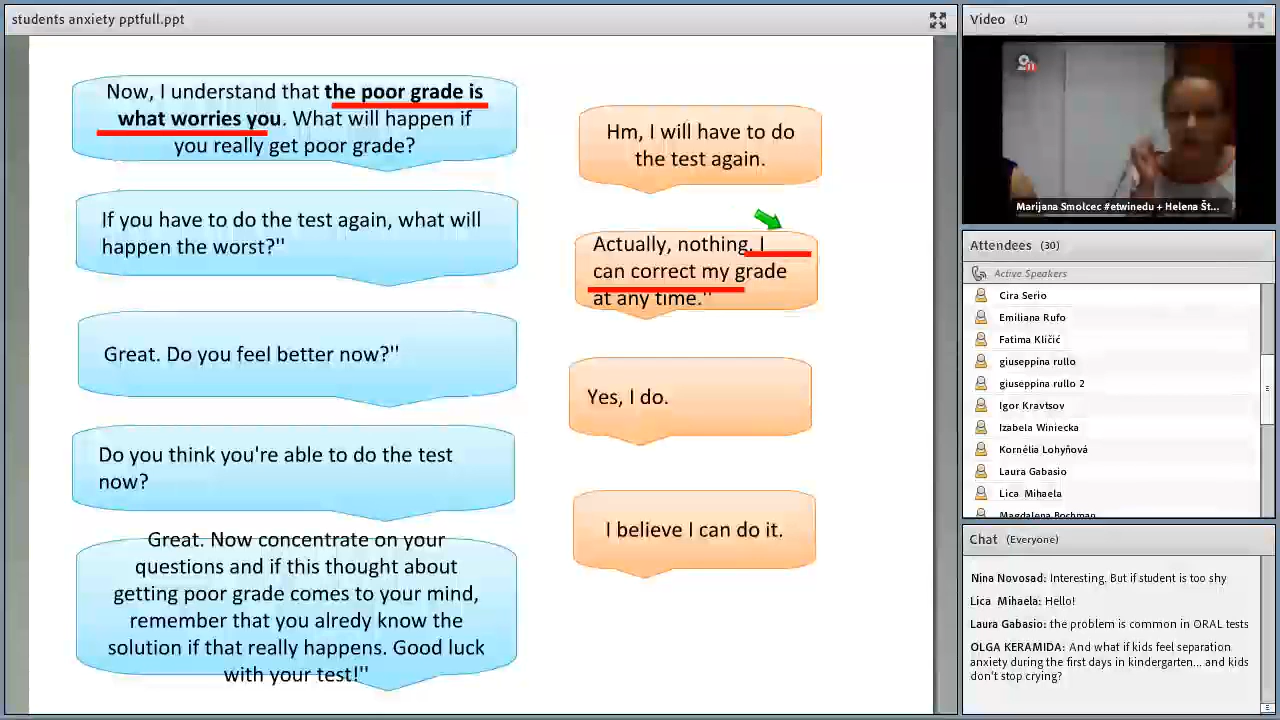 students anxiety pptfull.ppt
Now, I understand that the poor grade is
what worries you. What will happen if
you really get poor grade?
Hm, I will have to do
the test again.
If you have to do the test again, what will
happen the worst?"
Actually, nothing, I
can correct my grade
at any time."
Great. Do you feel better now?"
Yes, I do.
Do you think you're able to do the test
now?
I believe I can do it.
Great. Now concentrate on your
questions and if this thought about
getting poor grade comes to your mind,
remember that you alredy know the
solution if that really happens. Good luck
with your test!"
Video (1)
Marijana Smolcec #etwinedu + Helena Št...
Attendees (30)
Active Speakers
Cira Serio
Emiliana Rufo
Fatima Kličić
giuseppina rullo
giuseppina rullo 2
Igor Kravtsov
Izabela Winiecka
Kornélia Lohyňová
Laura Gabasio
Lica Mihaela
Magdalena Bochman
Chat (Everyone)
Nina Novosad: Interesting. But if student is too shy
Lica Mihaela: Hello!
Laura Gabasio: the problem is common in ORAL tests
OLGA KERAMIDA: And what if kids feel separation
anxiety during the first days in kindergarten... and kids
don't stop crying?